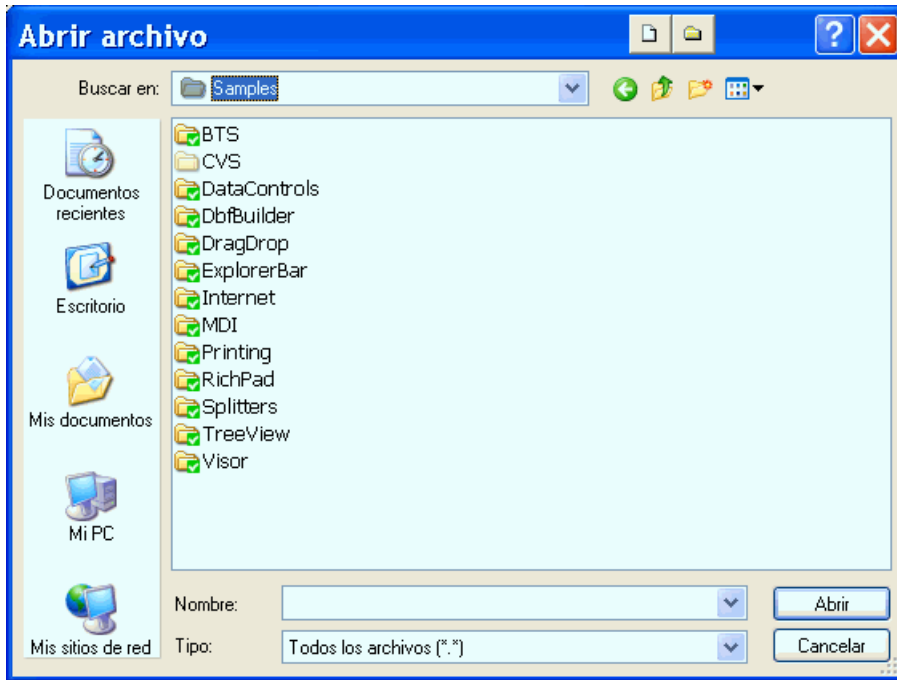 Abrir archivo
Buscar en: Samples
Documentos
recientes
Escritorio
Mis documentos
Mi PC
Mis sitios de red
BTS
CVS
DataControls
DbfBuilder
DragDrop
ExplorerBar
Internet
MDI
Printing
RichPad
Splitters
TreeView
Visor
Nombre:
Abrir
Tipo: Todos los archivos (*.*)
Cancelar